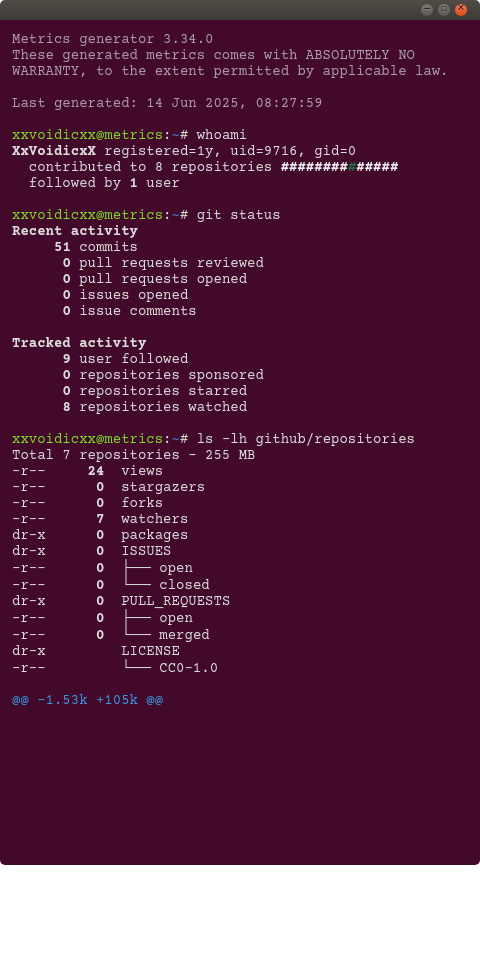 Metrics generator 3.34.0
These generated metrics comes with ABSOLUTELY NO
WARRANTY, to the extent permitted by applicable law.
Last generated: 14 Jun 2025, 08:27:59
xxvoidicxx@metrics:~# whoami
XxVoidicxX registered=1y, uid=9716, gid=0
contributed to 8 repositories ##############
followed by 1 user
xxvoidicxx@metrics:~# git status
Recent activity
51 commits
0 pull requests reviewed
0 pull requests opened
0 issues opened
0 issue comments
Tracked activity
9 user followed
0 repositories sponsored
0 repositories starred
8 repositories watched
xxvoidicxx@metrics:~# ls -lh github/repositories
Total 7 repositories - 255 MB
-r-- 24 views
-r-- 0 stargazers
-r-- 0 forks
-r-- 7 watchers
dr-x 0 packages
dr-x 0 ISSUES
-r-- 0 ├── open
-r-- 0 └── closed
dr-x 0 PULL_REQUESTS
-r-- 0 ├── open
-r-- 0 └── merged
dr-x LICENSE
-r-- └── CC0-1.0
@@ -1.53k +105k @@